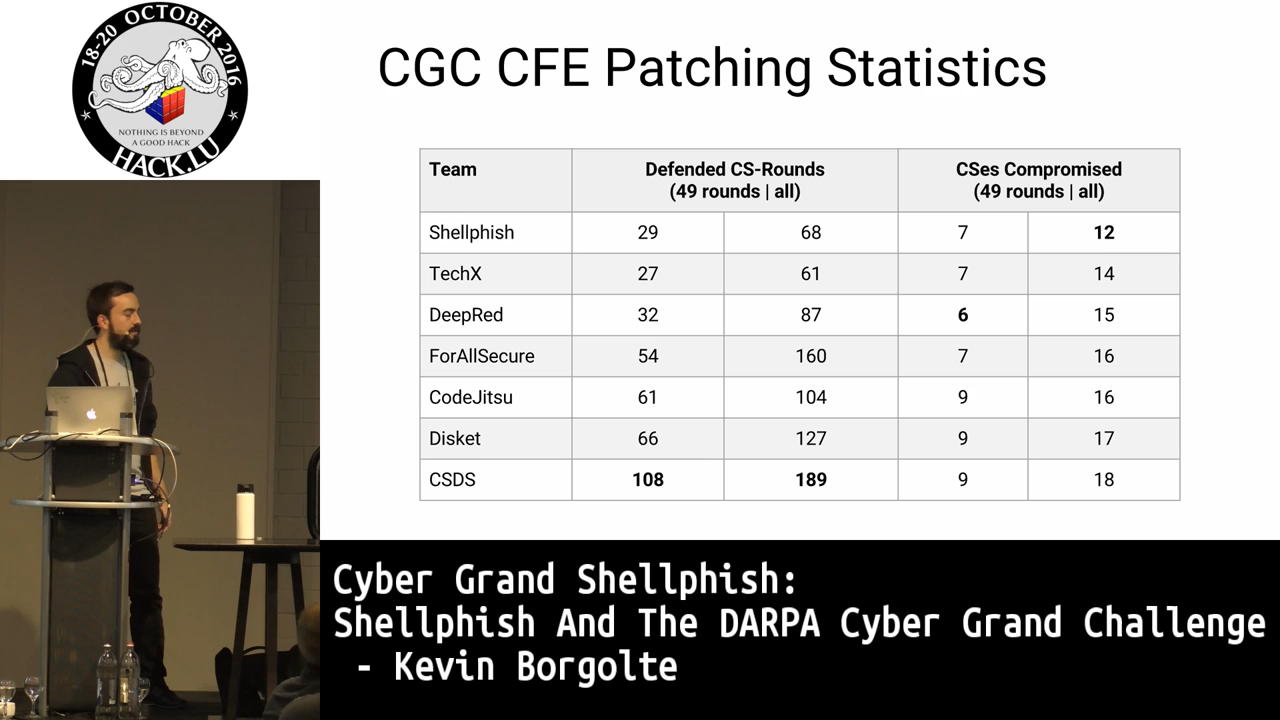 18-20 OCTOBER 2016
NOTHING IS BEYOND
A GOOD HACK
HACK.LU
CGC CFE Patching Statistics
Team Defended CS-Rounds CSes Compromised
(49 rounds | all) (49 rounds | all)
Shellphish 29 68 7 12
TechX 27 61 7 14
DeepRed 32 87 6 15
ForAllSecure 54 160 7 16
CodeJitsu 61 104 9 16
Disket 66 127 9 17
CSDS 108 189 9 18
Cyber Grand Shellphish:
Shellphish And The DARPA Cyber Grand Challenge
- Kevin Borgolte